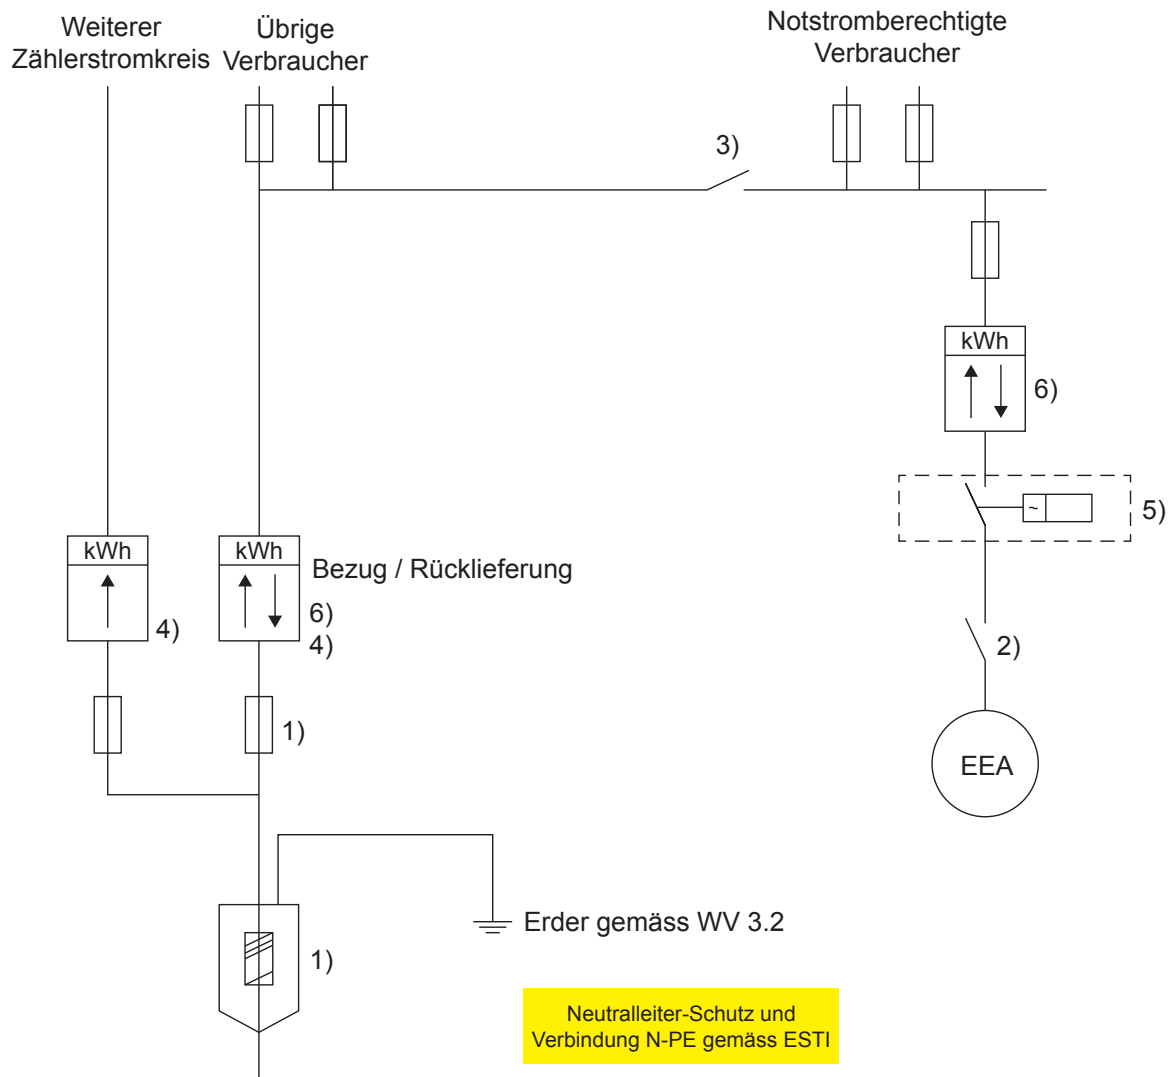 Weiterer
Zählerstromkreis
Übrige
Verbraucher
Notstromberechtigte
Verbraucher
3)
kWh
6)
~
5)
kWh
4)
kWh
Bezug / Rücklieferung
6)
4)
2)
1)
EEA
Erder gemäss WV 3.2
1)
Neutralleiter-Schutz und
Verbindung N-PE gemäss ESTI